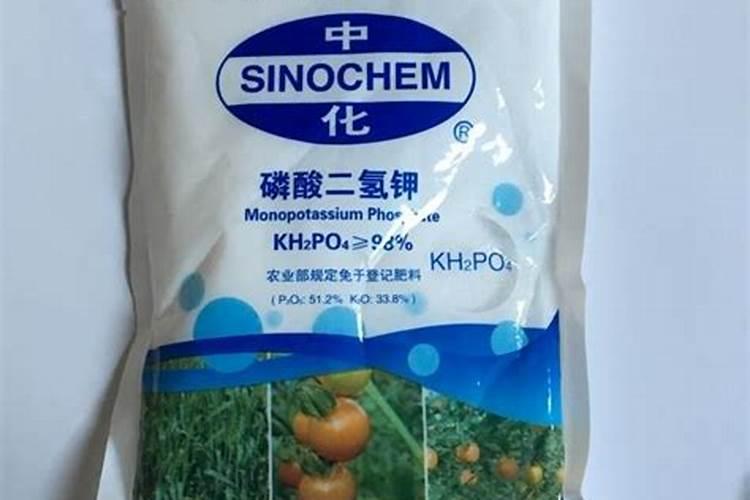 中
SINOCHEM
化
®
磷酸二氢钾
Monopotassium Phosphate
KH₂PO₄≥98%
KH₂PO₄
农业部规定免于登记肥料
( P₂O₅: 51.2% K₂O: 33.8% )